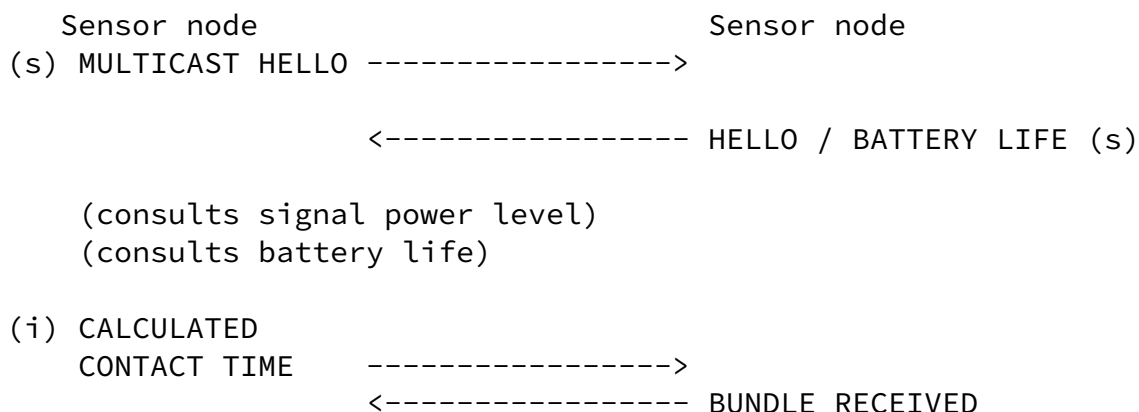 Sensor node                         Sensor node
(s) MULTICAST HELLO ----------------->
<----------------- HELLO / BATTERY LIFE (s)
(consults signal power level)
(consults battery life)
(i) CALCULATED
CONTACT TIME    ----------------->
<----------------- BUNDLE RECEIVED